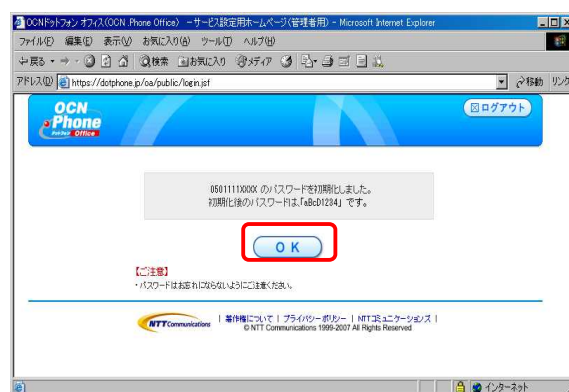 OCNドットフォン オフィス(OCN .Phone Office) －サービス設定用ホームページ(管理者用) - Microsoft Internet Explorer
ファイル(F) 編集(E) 表示(V) お気に入り(A) ツール(T) ヘルプ(H)
戻る 検索 お気に入り メディア
アドレス(D) https://dotphone.jp/oa/public/login.jsf 移動 リンク
OCN
.Phone
Office
ログアウト
0501111XXXX のパスワードを初期化しました。
初期化後のパスワードは、「aBcD1234」 です。
OK
【ご注意】
・パスワードはお忘れにならないようにご注意ください。
NTT Communications | 著作権について | プライバシーポリシー | NTTコミュニケーションズ |
© NTT Communications 1999-2007 All Rights Reserved
インターネット